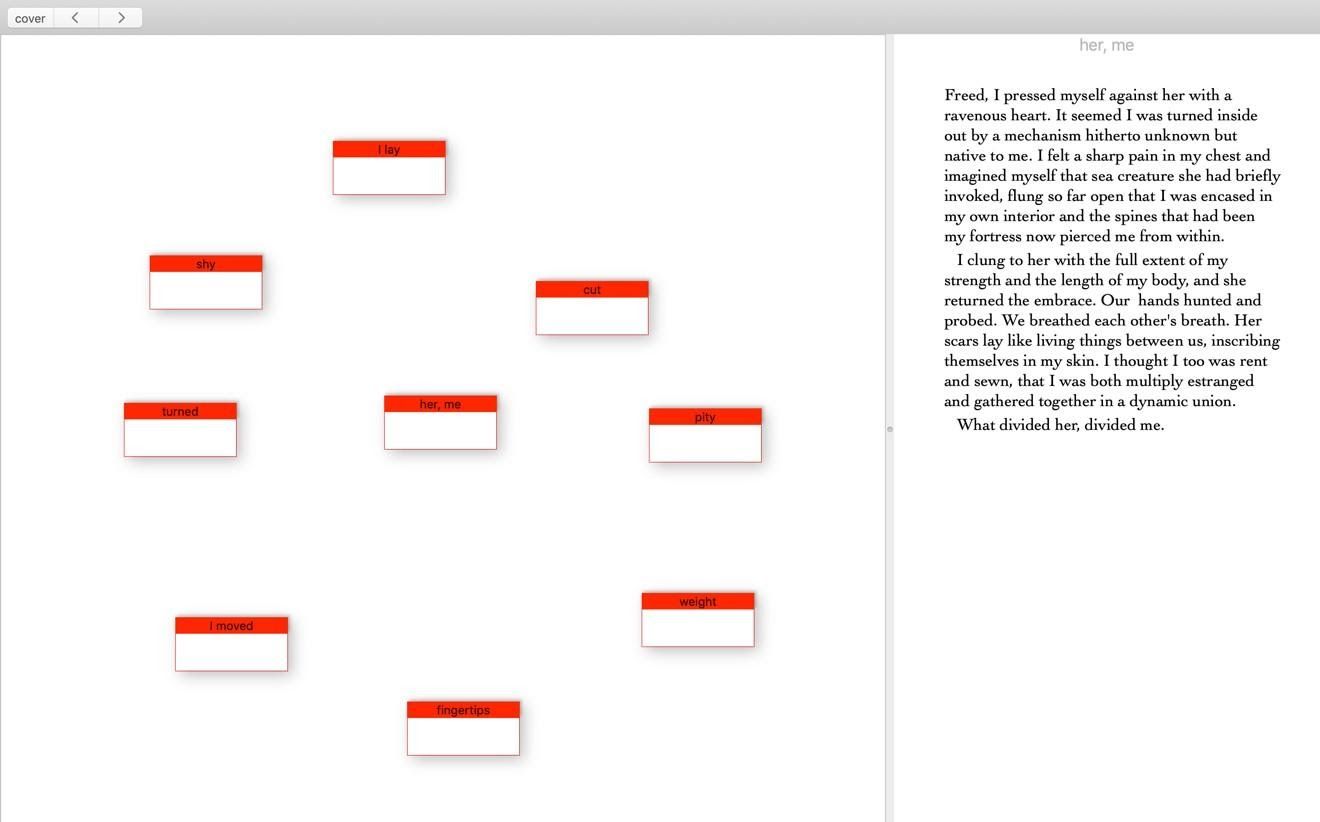 cover
her, me
I lay
shy
cut
turned
her, me
pity
I moved
weight
fingertips
Freed, I pressed myself against her with a
ravenous heart. It seemed I was turned inside
out by a mechanism hitherto unknown but
native to me. I felt a sharp pain in my chest and
imagined myself that sea creature she had briefly
invoked, flung so far open that I was encased in
my own interior and the spines that had been
my fortress now pierced me from within.
I clung to her with the full extent of my
strength and the length of my body, and she
returned the embrace. Our  hands hunted and
probed. We breathed each other's breath. Her
scars lay like living things between us, inscribing
themselves in my skin. I thought I too was rent
and sewn, that I was both multiply estranged
and gathered together in a dynamic union.
What divided her, divided me.